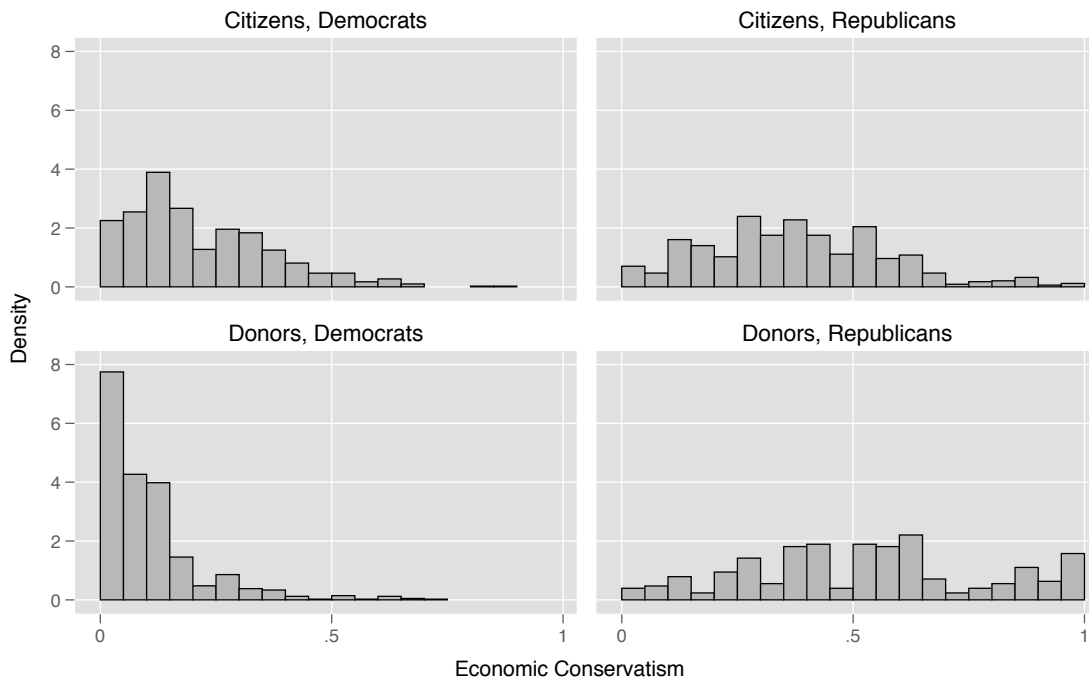 Citizens, Democrats
Citizens, Republicans
8
6
4
2
0
Donors, Democrats
Donors, Republicans
8
6
4
2
0
0
.5
1
0
.5
1
Density
Economic Conservatism